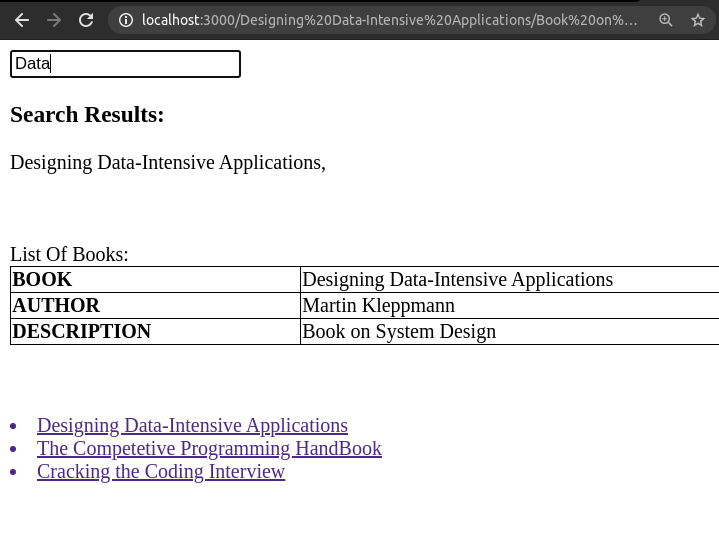 localhost:3000/Designing%20Data-Intensive%20Applications/Book%20on%...
Data
Search Results:
Designing Data-Intensive Applications,
List Of Books:
BOOK Designing Data-Intensive Applications
AUTHOR Martin Kleppmann
DESCRIPTION Book on System Design
Designing Data-Intensive Applications
The Competetive Programming HandBook
Cracking the Coding Interview